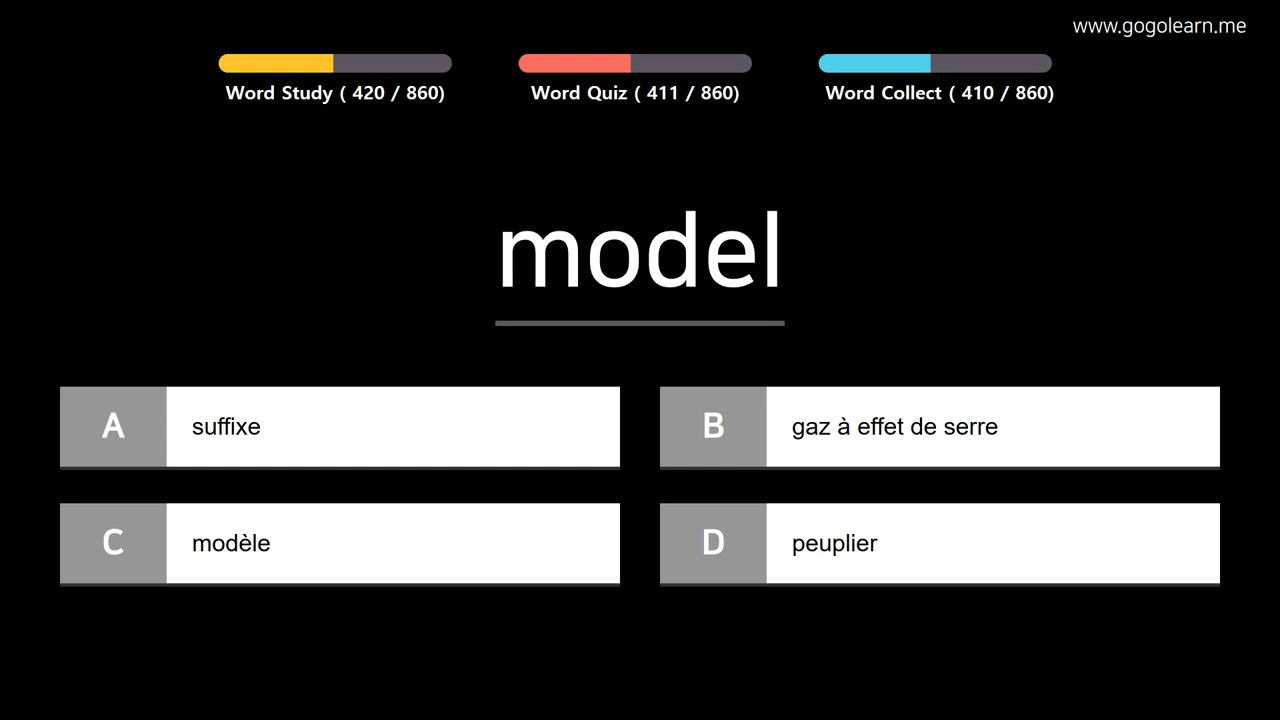 www.gogolearn.me
Word Study ( 420 / 860)
Word Quiz ( 411 / 860)
Word Collect ( 410 / 860)
model
A suffixe
B gaz à effet de serre
C modèle
D peuplier